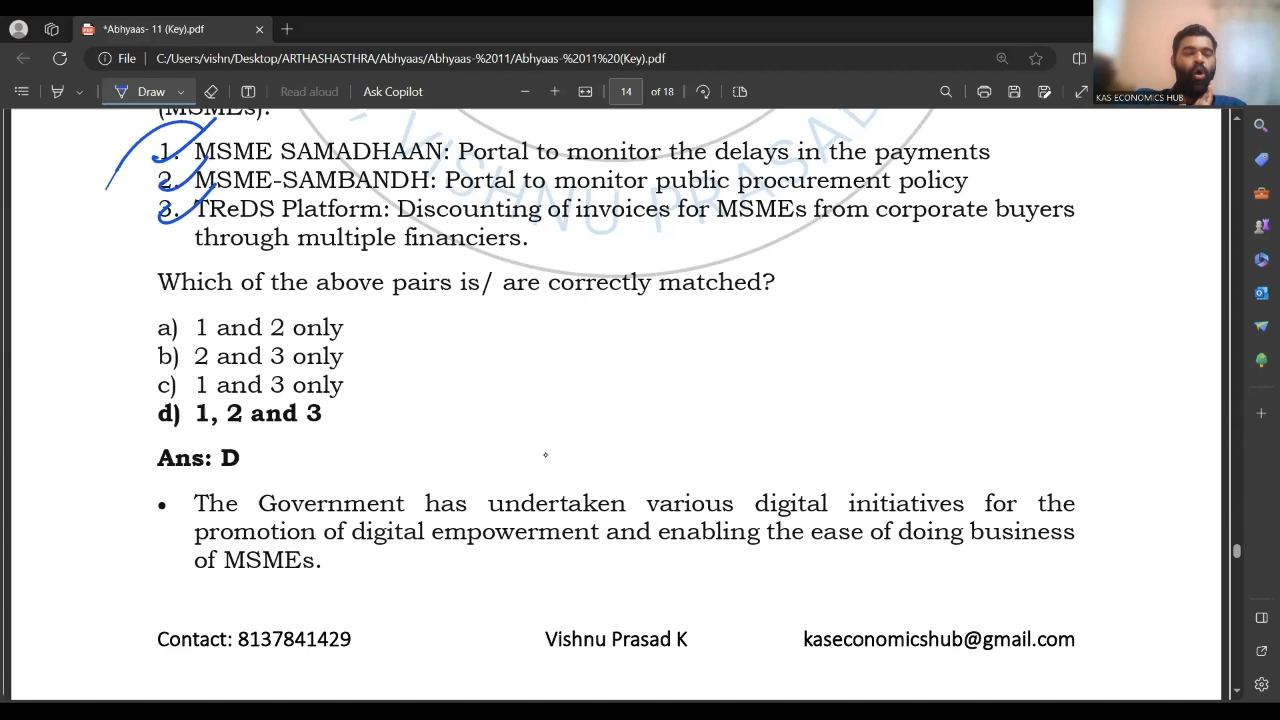 *Abhyaas- 11 (Key).pdf
File
C:/Users/vishn/Desktop/ARTHASHASTHRA/Abhyaas/Abhyaas-%2011/Abhyaas-%2011%20(Key).pdf
Draw
Read aloud
Ask Copilot
14 of 18
KAS ECONOMICS HUB
(MSMEs):
1. MSME SAMADHAAN: Portal to monitor the delays in the payments
2. MSME-SAMBANDH: Portal to monitor public procurement policy
3. TReDS Platform: Discounting of invoices for MSMEs from corporate buyers
through multiple financiers.
VISHNU PRASAD
Which of the above pairs is/ are correctly matched?
a) 1 and 2 only
b) 2 and 3 only
c) 1 and 3 only
d) 1, 2 and 3
Ans: D
• The Government has undertaken various digital initiatives for the
promotion of digital empowerment and enabling the ease of doing business
of MSMEs.
Contact: 8137841429
Vishnu Prasad K
kaseconomicshub@gmail.com